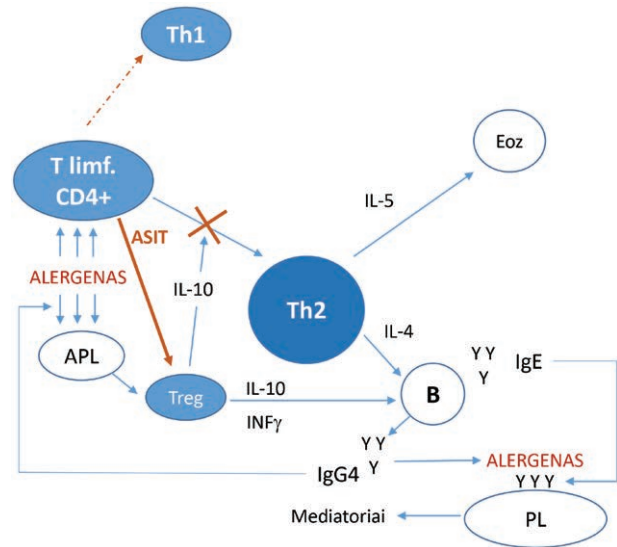 Th1
T limf.
CD4+
Eoz
IL-5
ASIT
ALERGENAS
IL-10
Th2
APL
IL-4
Treg
IL-10
INFγ
B
Y Y
Y
IgE
Y Y
Y
IgG4
ALERGENAS
Y Y Y
Mediatoriai
PL